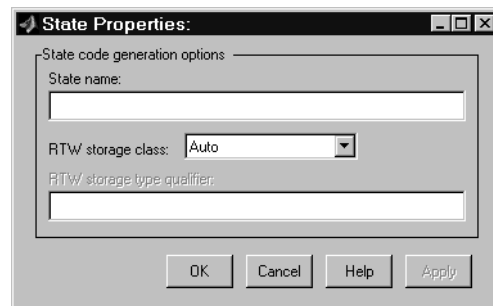 State Properties:
State code generation options
State name:
RTW storage class: Auto
RTW storage type qualifier:
OK Cancel Help Apply